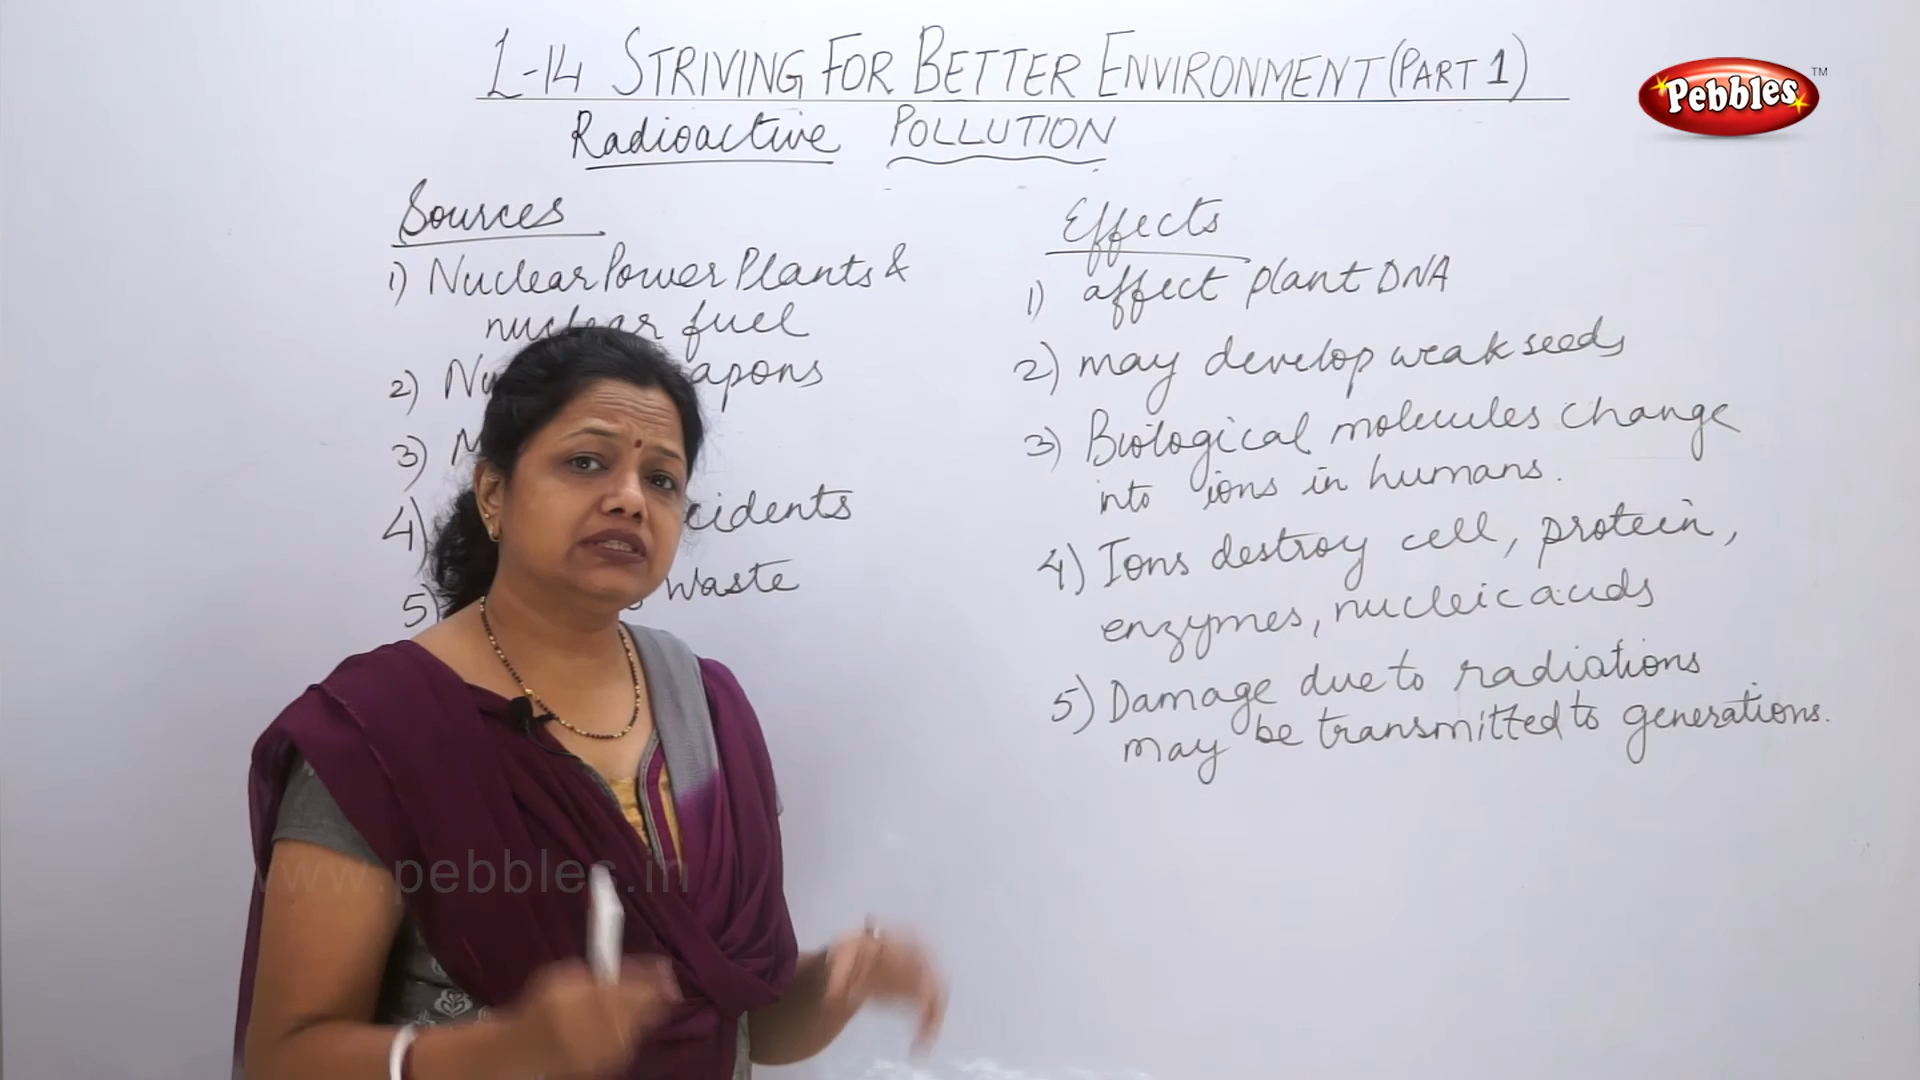 L-14 STRIVING FOR BETTER ENVIRONMENT (PART 1)
Pebbles TM
Radioactive POLLUTION
Sources
1) Nuclear Power Plants &
nuclear fuel
2)
3)
4)
5) waste
Effects
1) affect plant DNA
2) may develop weak seeds
3) Biological molecules change
into ions in humans.
4) Ions destroy cell, protein,
enzymes, nucleic acids
5) Damage due to radiations
may be transmitted to generations.
www.pebbles.in